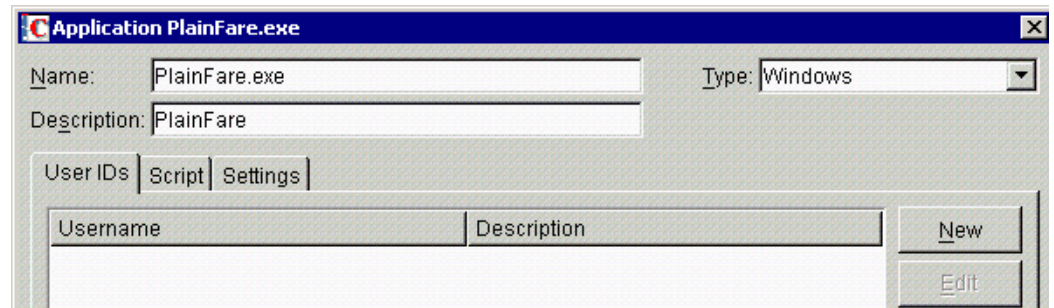 Application PlainFare.exe
Name: PlainFare.exe Type: Windows
Description: PlainFare
User IDs Script Settings
Username Description New
Edit